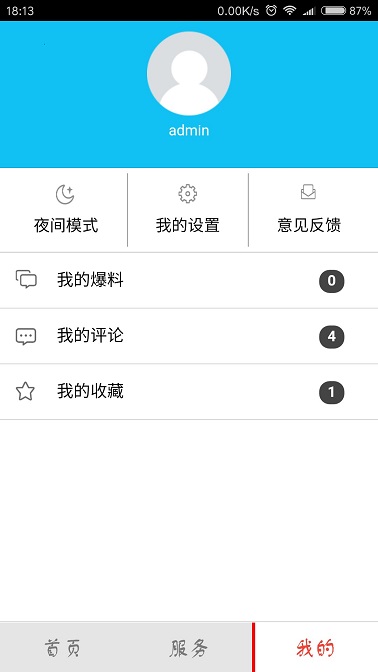 18:13 0.00K/s 87%
admin
夜间模式 我的设置 意见反馈
我的爆料 0
我的评论 4
我的收藏 1
首页 服务 我的